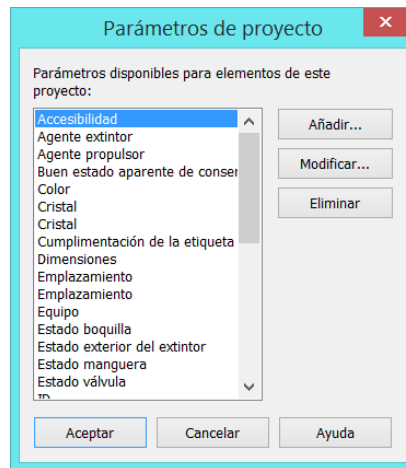 Parámetros de proyecto
Parámetros disponibles para elementos de este
proyecto:
Accesibilidad
Agente extintor
Agente propulsor
Buen estado aparente de conser
Color
Cristal
Cristal
Cumplimentación de la etiqueta
Dimensiones
Emplazamiento
Emplazamiento
Equipo
Estado boquilla
Estado exterior del extintor
Estado manguera
Estado válvula
Añadir...
Modificar...
Eliminar
Aceptar
Cancelar
Ayuda